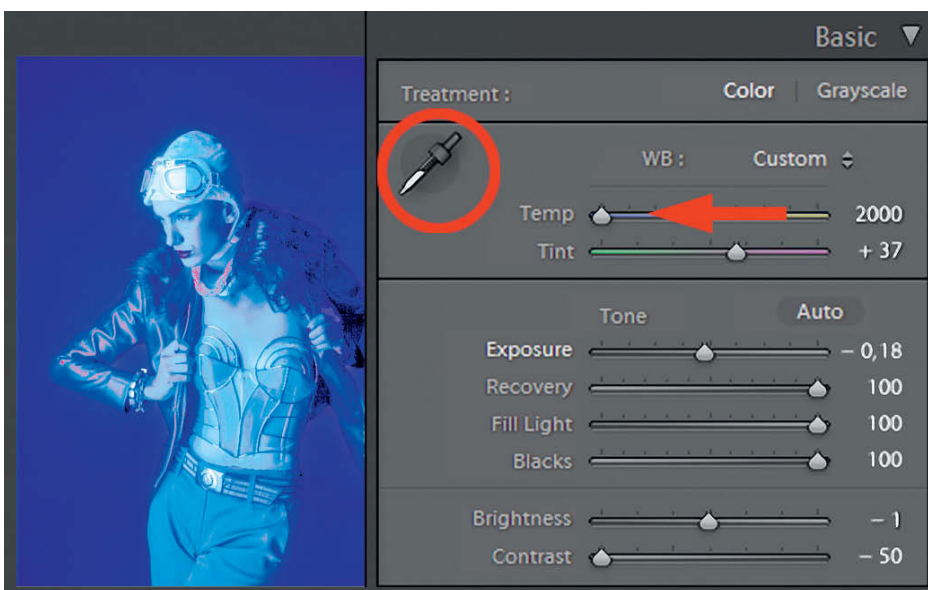 Basic
Treatment : Color | Grayscale
WB : Custom
Temp 2000
Tint + 37
Tone Auto
Exposure – 0,18
Recovery 100
Fill Light 100
Blacks 100
Brightness – 1
Contrast – 50